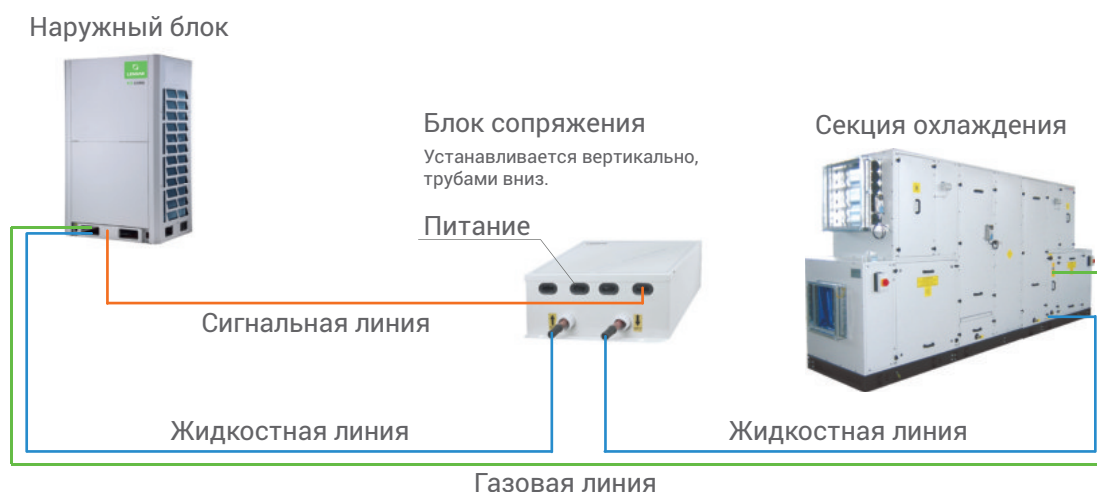 Наружный блок
Блок сопряжения
Устанавливается вертикально,
трубами вниз.
Питание
Секция охлаждения
Сигнальная линия
Жидкостная линия
Жидкостная линия
Газовая линия